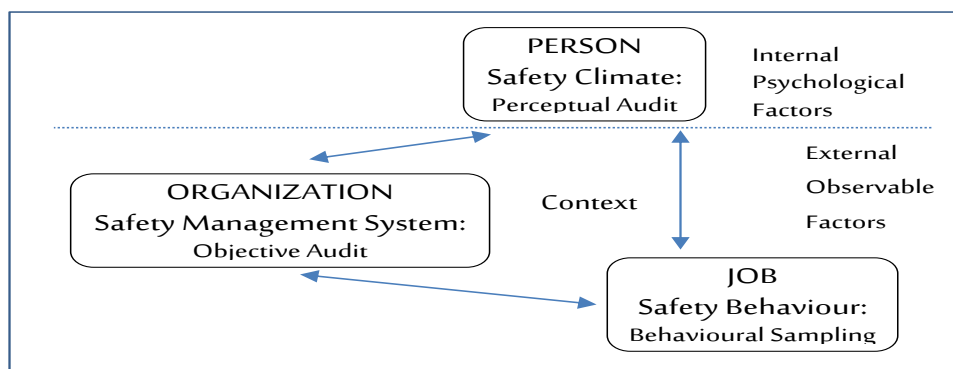 PERSON
Safety Climate:
Perceptual Audit
Internal
Psychological
Factors
External
Observable
Factors
ORGANIZATION
Safety Management System:
Objective Audit
Context
JOB
Safety Behaviour:
Behavioural Sampling